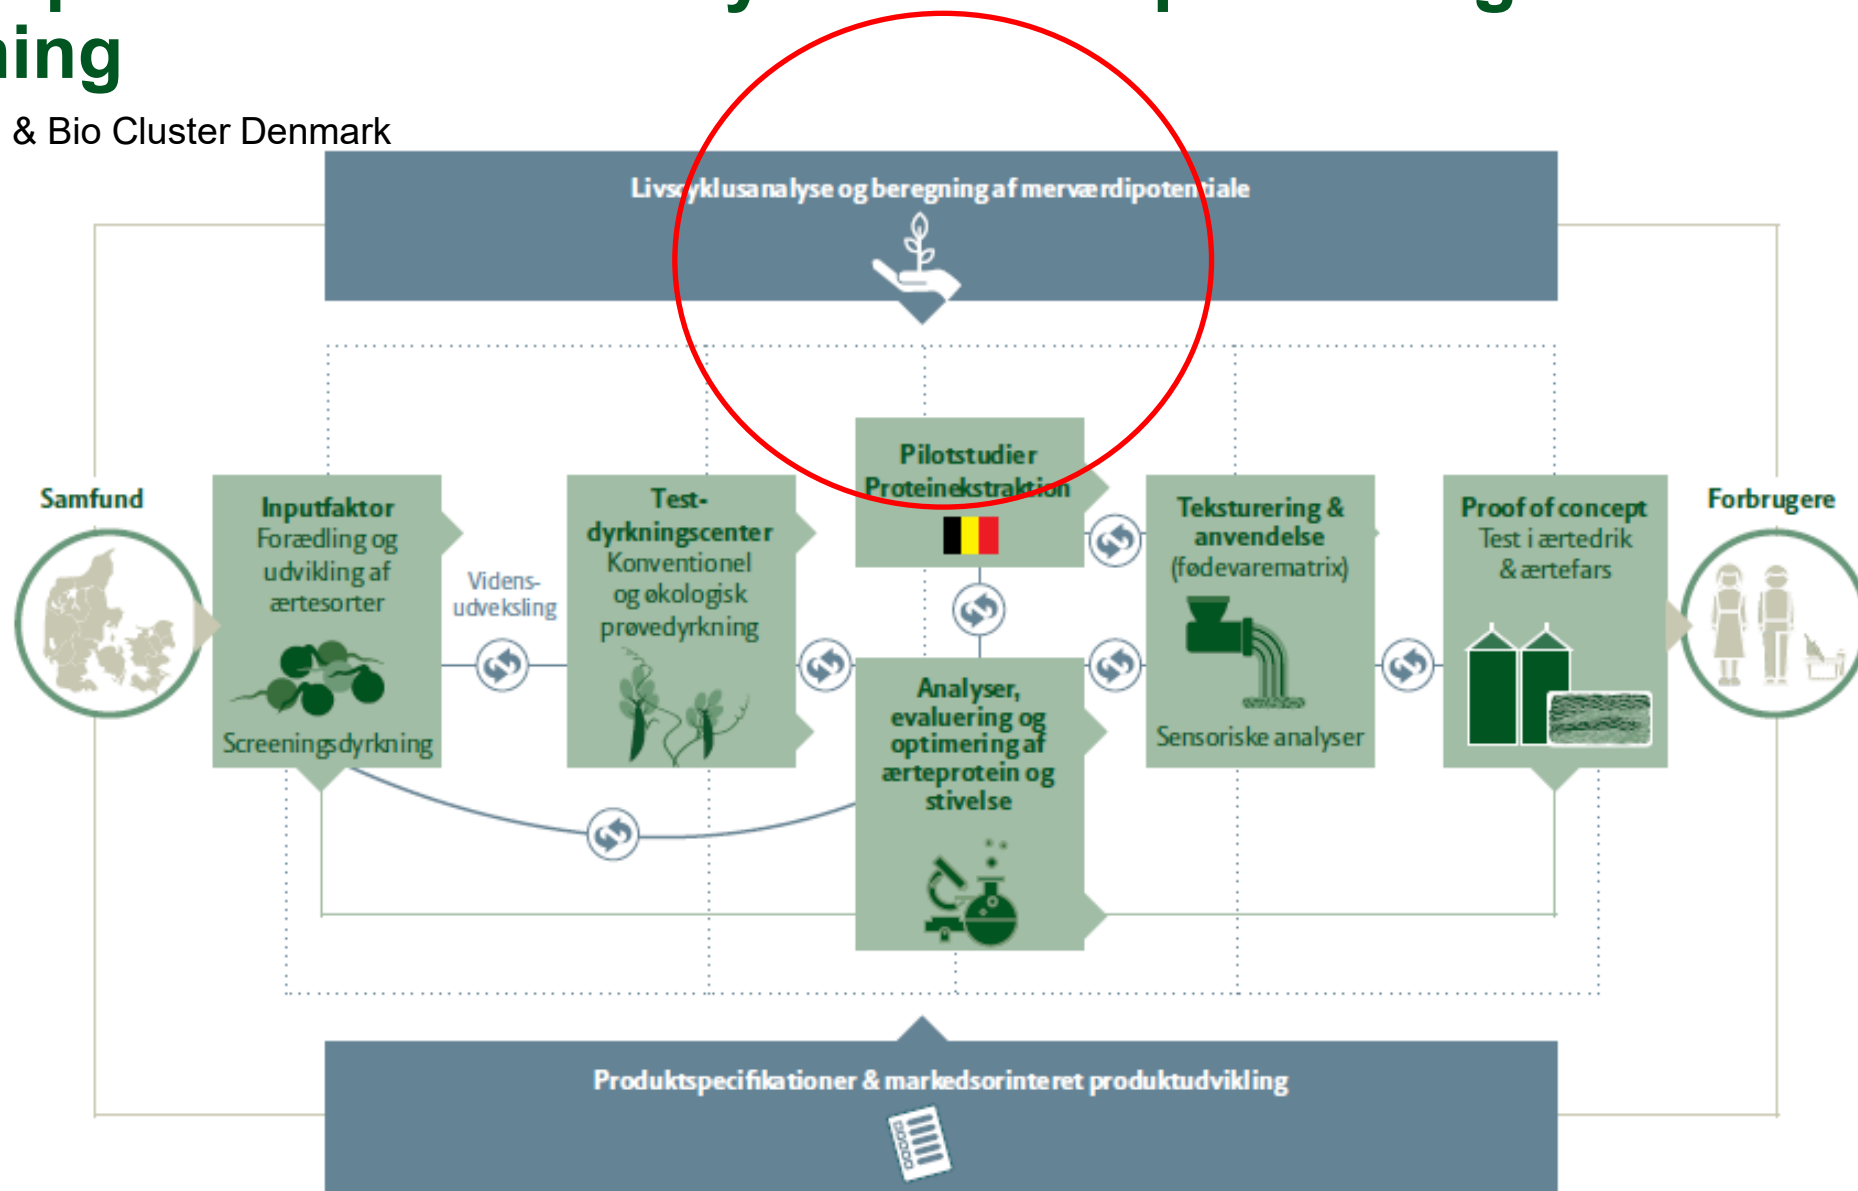 ning
& Bio Cluster Denmark
Livscyklusanalyse og beregning af merværdipotentiale
Samfund
Inputfaktor
Forædling og
udvikling af
ærtesorter
Screeningsdyrkning
Videns-
udveksling
Test-
dyrkningscenter
Konventionel
og økologisk
prøvedyrkning
Pilotstudier
Proteinekstraktion
Analyser,
evaluering og
optimering af
ærteprotein og
stivelse
Teksturering &
anvendelse
(fødevarematrix)
Sensoriske analyser
Proof of concept
Test i ærtedrik
& ærtefars
Forbrugere
Produktspecifikationer & markedsorinteret produktudvikling